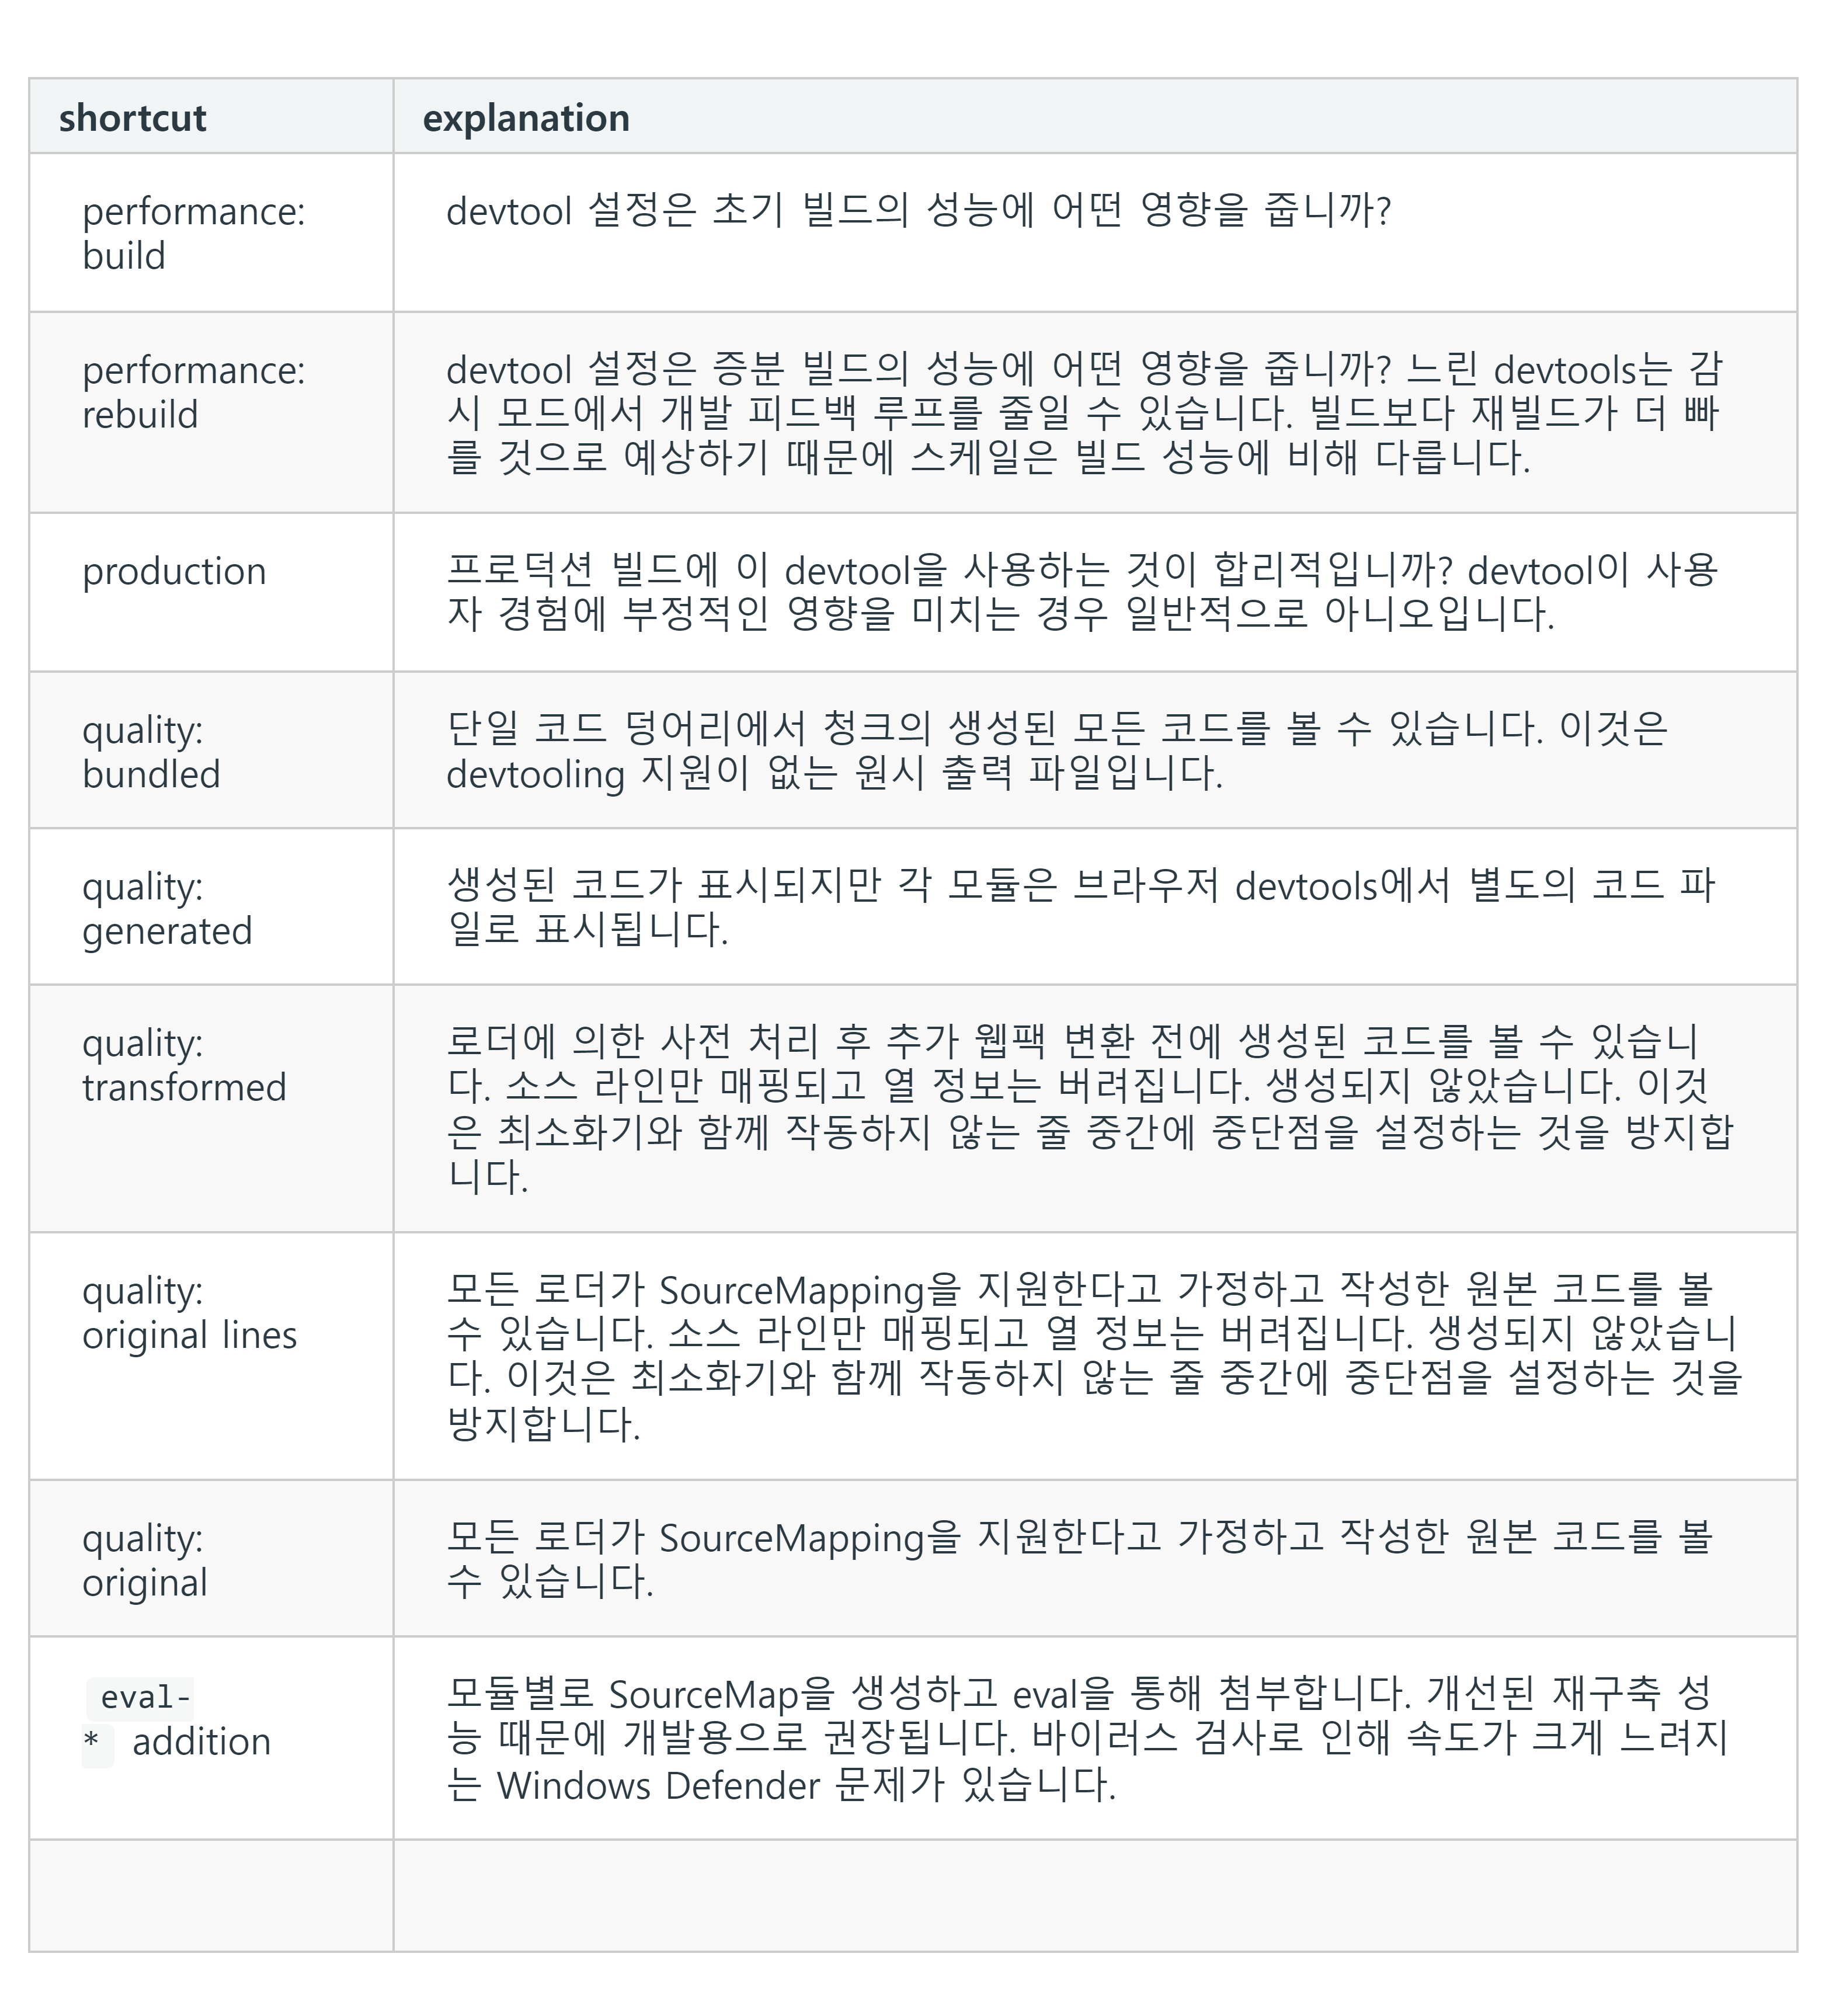 shortcut explanation
performance:
build
devtool 설정은 초기 빌드의 성능에 어떤 영향을 줍니까?
performance:
rebuild
devtool 설정은 증분 빌드의 성능에 어떤 영향을 줍니까? 느린 devtools는 감
시 모드에서 개발 피드백 루프를 줄일 수 있습니다. 빌드보다 재빌드가 더 빠
를 것으로 예상하기 때문에 스케일은 빌드 성능에 비해 다릅니다.
production
프로덕션 빌드에 이 devtool을 사용하는 것이 합리적입니까? devtool이 사용
자 경험에 부정적인 영향을 미치는 경우 일반적으로 아니오입니다.
quality:
bundled
단일 코드 덩어리에서 청크의 생성된 모든 코드를 볼 수 있습니다. 이것은
devtooling 지원이 없는 원시 출력 파일입니다.
quality:
generated
생성된 코드가 표시되지만 각 모듈은 브라우저 devtools에서 별도의 코드 파
일로 표시됩니다.
quality:
transformed
로더에 의한 사전 처리 후 추가 웹팩 변환 전에 생성된 코드를 볼 수 있습니
다. 소스 라인만 매핑되고 열 정보는 버려집니다. 생성되지 않았습니다. 이것
은 최소화기와 함께 작동하지 않는 줄 중간에 중단점을 설정하는 것을 방지합
니다.
quality:
original lines
모든 로더가 SourceMapping을 지원한다고 가정하고 작성한 원본 코드를 볼
수 있습니다. 소스 라인만 매핑되고 열 정보는 버려집니다. 생성되지 않았습니
다. 이것은 최소화기와 함께 작동하지 않는 줄 중간에 중단점을 설정하는 것을
방지합니다.
quality:
original
모든 로더가 SourceMapping을 지원한다고 가정하고 작성한 원본 코드를 볼
수 있습니다.
eval-
* addition
모듈별로 SourceMap을 생성하고 eval을 통해 첨부합니다. 개선된 재구축 성
능 때문에 개발용으로 권장됩니다. 바이러스 검사로 인해 속도가 크게 느려지
는 Windows Defender 문제가 있습니다.